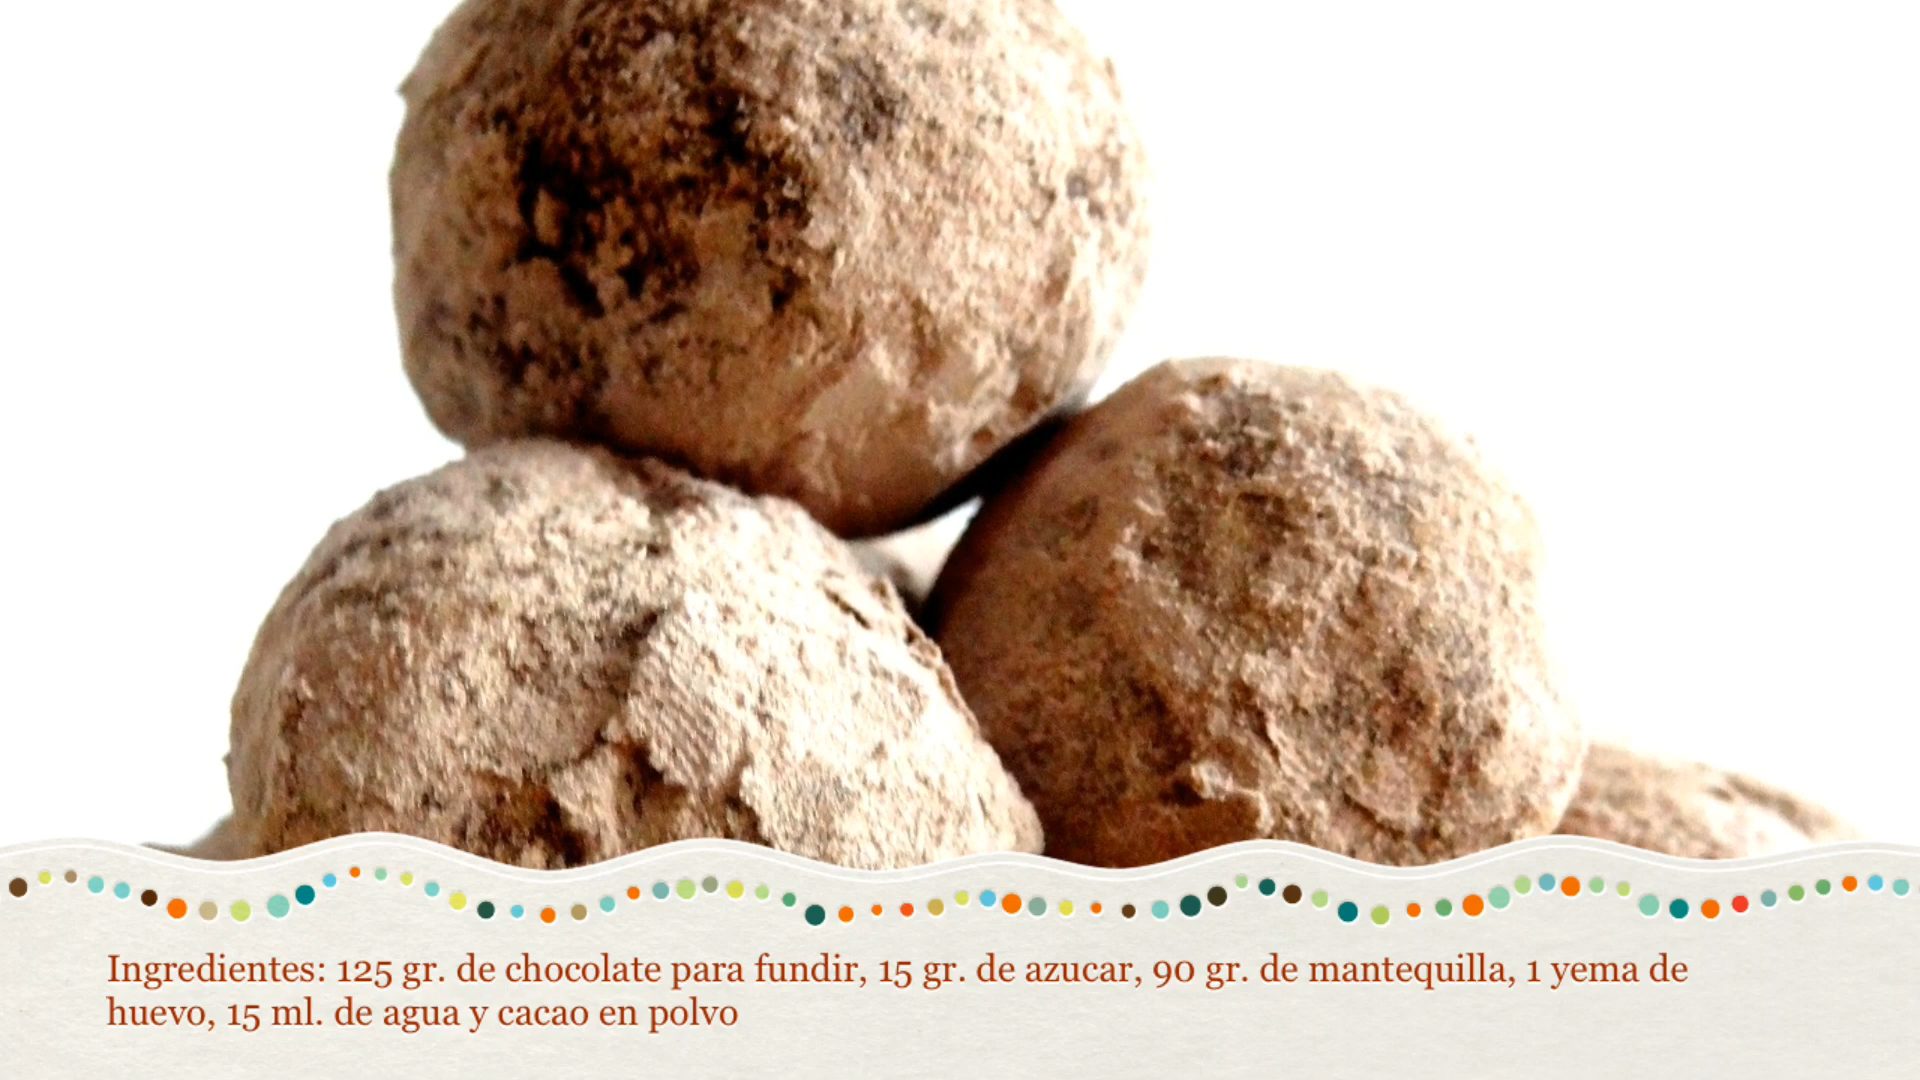 Ingredientes: 125 gr. de chocolate para fundir, 15 gr. de azucar, 90 gr. de mantequilla, 1 yema de
huevo, 15 ml. de agua y cacao en polvo